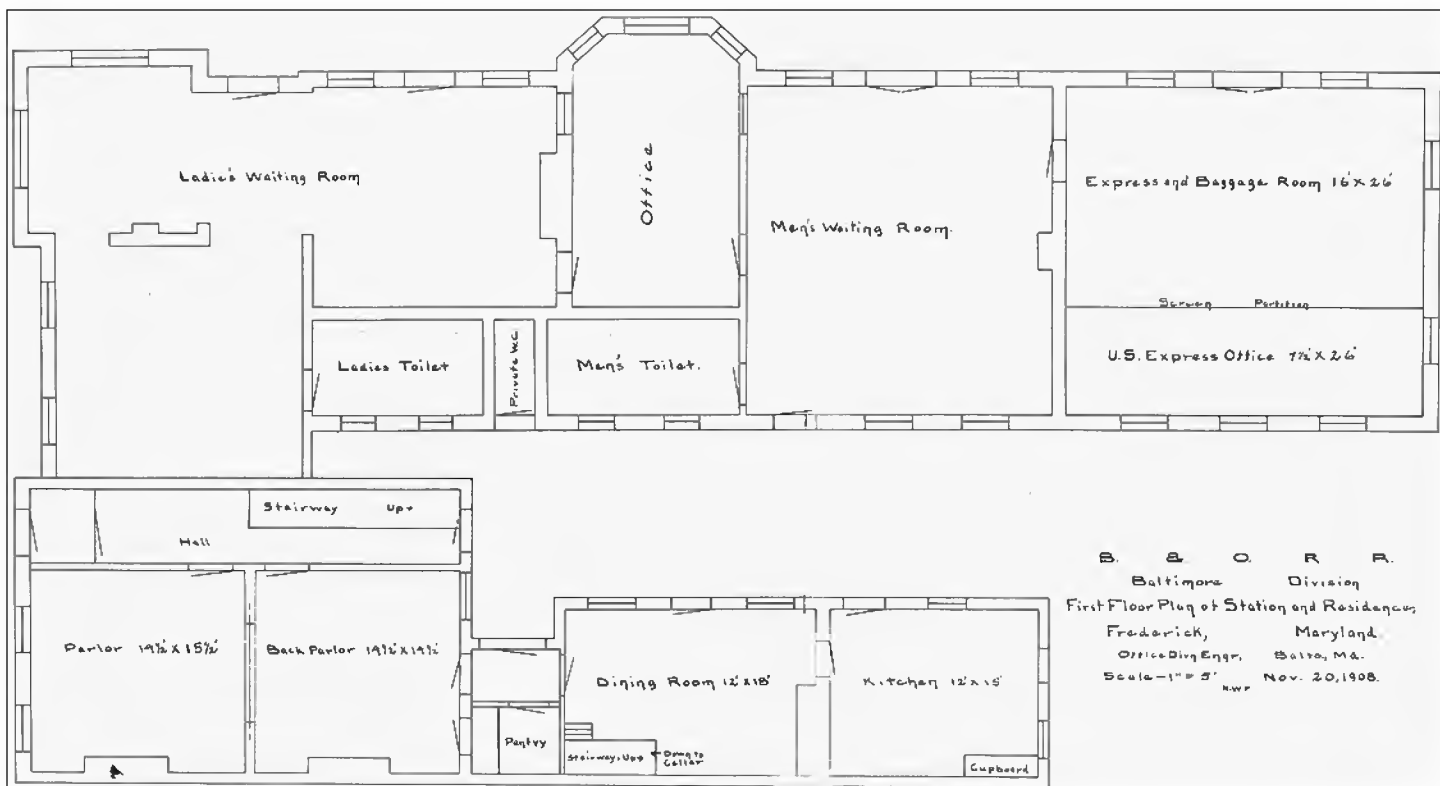 Ladie's Waiting Room
Office
Men's Waiting Room.
Express and Baggage Room 16' X 26'
Screen Partition
U.S. Express Office 7½' X 26'
Ladies Toilet
Private W.C.
Men's Toilet.
Stairway Up
Hall
Parlor 14½' X 15½'
Back Parlor 14½' X 14½'
Pantry
Dining Room 12' X 18'
Stairway, Up
Down to
Cellar
Kitchen 12' X 15'
Cupboard
B. & O. R R.
Baltimore Division
First Floor Plan of Station and Residence,
Frederick, Maryland.
Office Divn Engr, Balto, Md.
Scale - 1" = 5' Nov. 20, 1908.
N.W.P